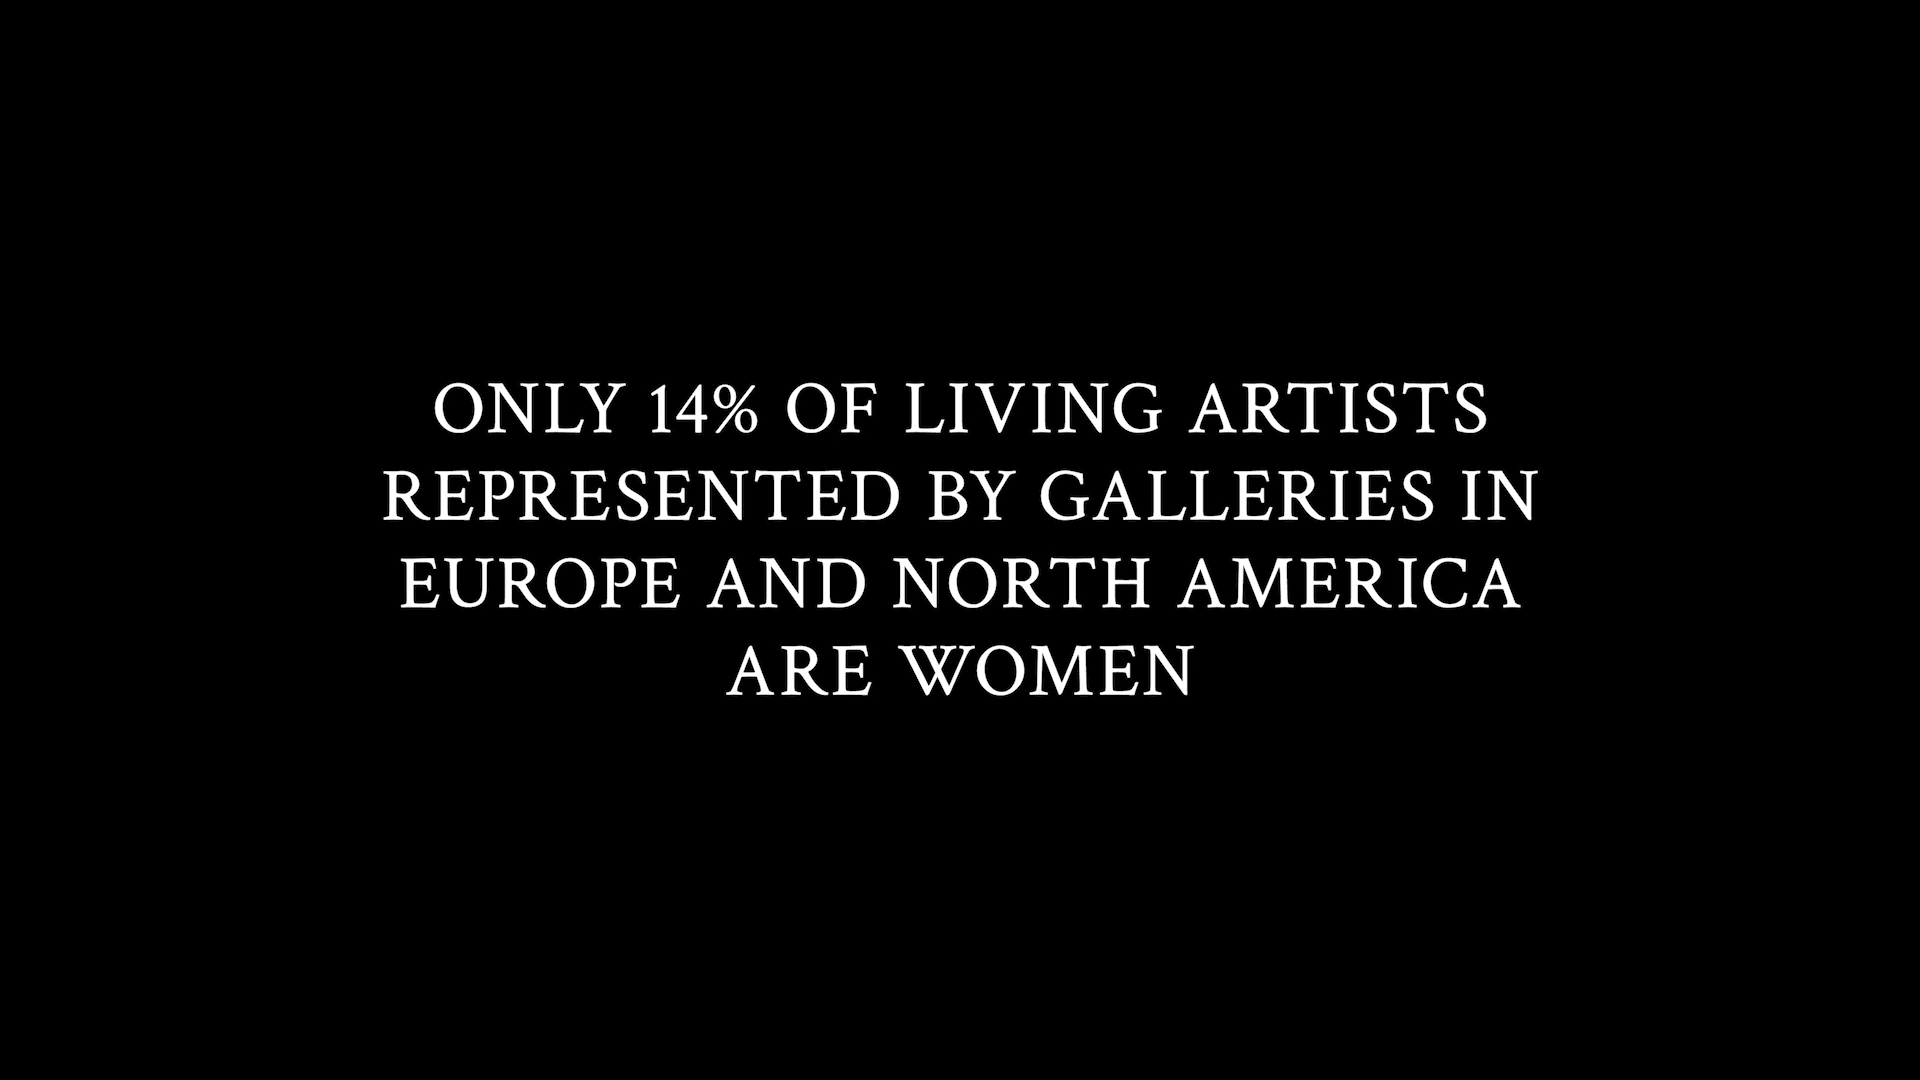 ONLY 14% OF LIVING ARTISTS
REPRESENTED BY GALLERIES IN
EUROPE AND NORTH AMERICA
ARE WOMEN